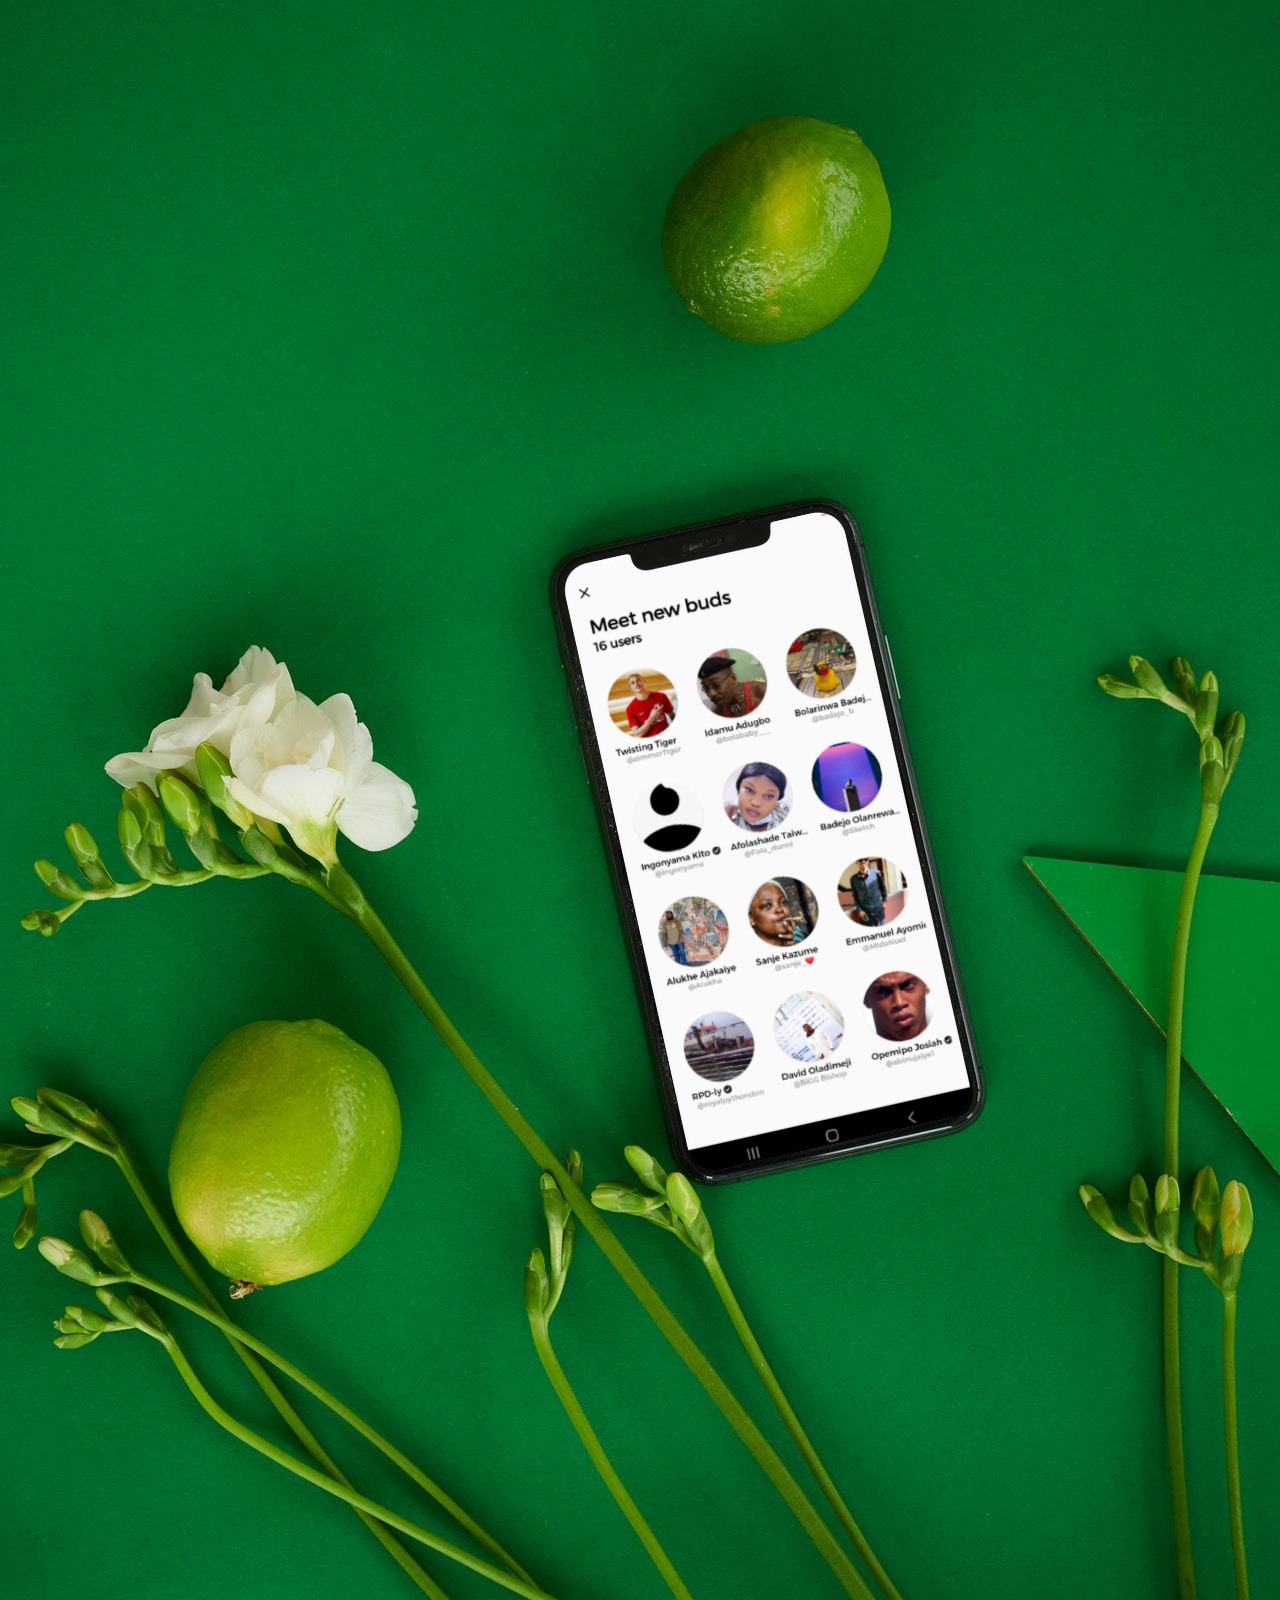 Meet new buds
16 users
Twisting Tiger
@simmerTiger
Idamu Adugbo
@bolababy_....
Bolarinwa Badej...
@badejo_b
Ingonyama Kito
@ingonyama
Afolashade Taiw...
@Fola_dunni
Badejo Olanrewa...
@Sketch
Alukhe Ajakaiye
@Alukhe
Sanje Kazume
@sanje_❤️
Emmanuel Ayomi
@MideNuel
RPD-ly
@royalpythondon
David Oladimeji
@BIGG Bishop
Opemipo Josiah
@abinujaiye1